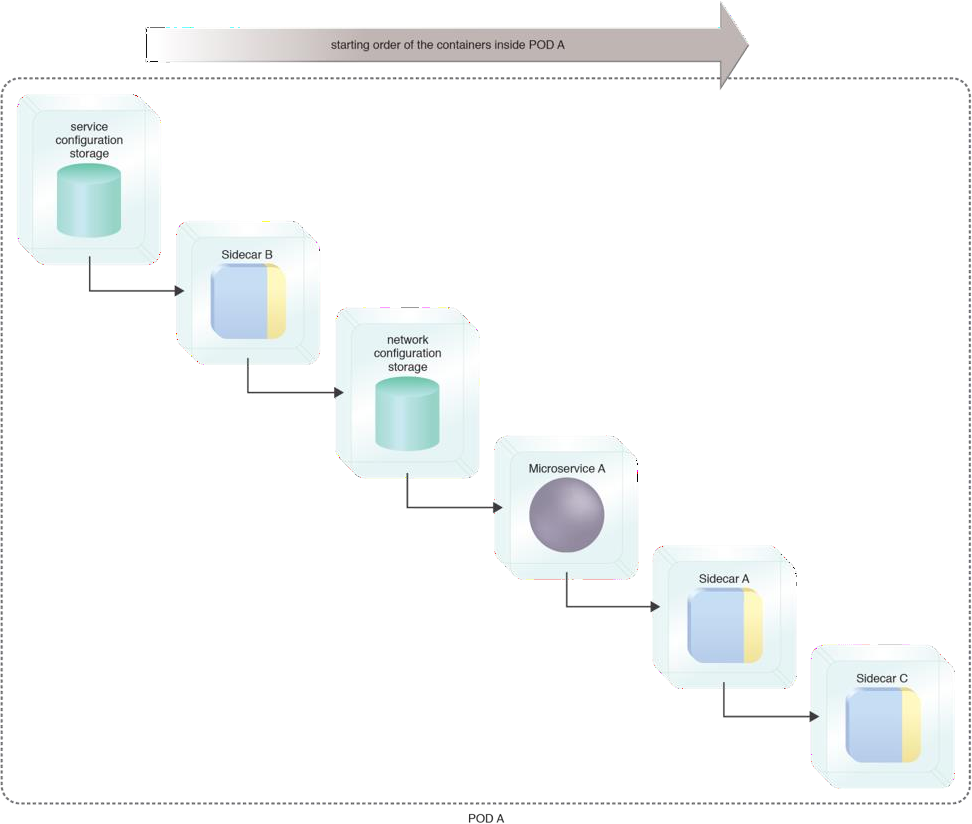 starting order of the containers inside POD A
service
configuration
storage
Sidecar B
network
configuration
storage
Microservice A
Sidecar A
Sidecar C
POD A